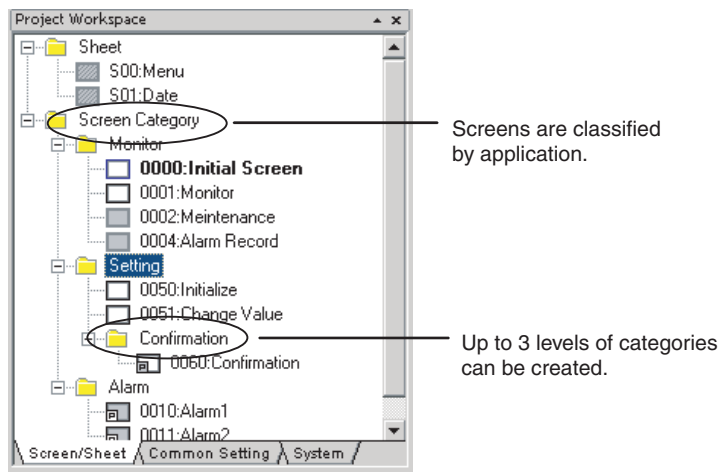 Project Workspace
Sheet
S00:Menu
S01:Date
Screen Category
Monitor
0000:Initial Screen
0001:Monitor
0002:Meintenance
0004:Alarm Record
Setting
0050:Initialize
0051:Change Value
Confirmation
0060:Confirmation
Alarm
0010:Alarm1
0011:Alarm2
Screen/Sheet Common Setting System
Screens are classified
by application.
Up to 3 levels of categories
can be created.